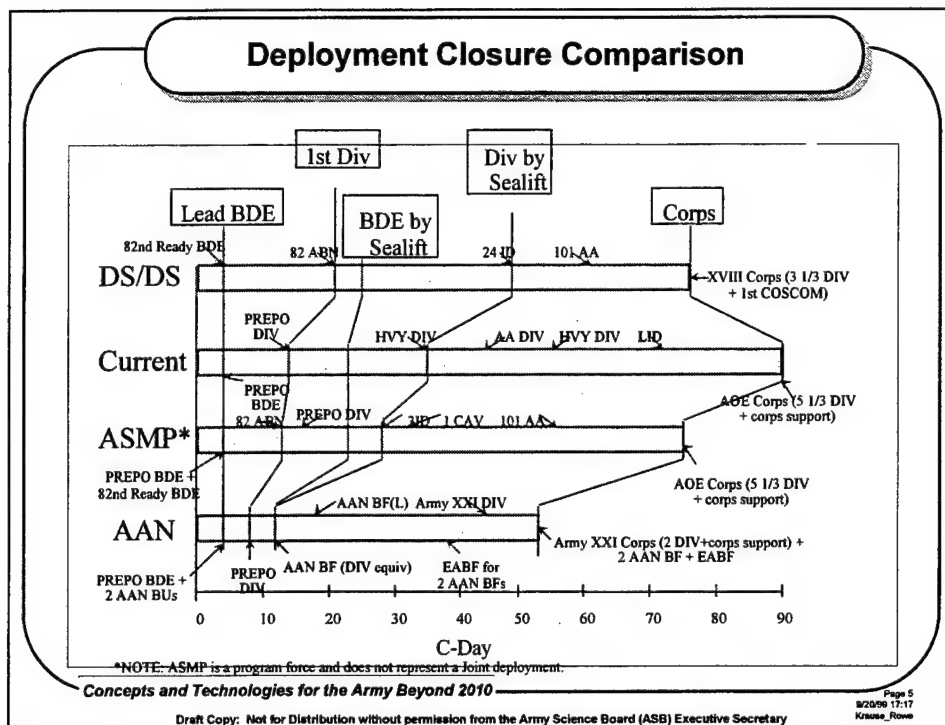 Deployment Closure Comparison
1st Div
Div by
Sealift
Lead BDE
BDE by
Sealift
Corps
82nd Ready BDE
82 ABN
24 ID
101 AA
DS/DS
XVIII Corps (3 1/3 DIV
+ 1st COSCOM)
PREPO
DIV
HVY DIV
AA DIV
HVY DIV
LID
Current
PREPO
BDE
AOE Corps (5 1/3 DIV
+ corps support)
82 ABN
PREPO DIV
1 CAV
101 AA
ASMP*
PREPO BDE +
82nd Ready BDE
AOE Corps (5 1/3 DIV
+ corps support)
AAN BF(L)
Army XXI DIV
AAN
Army XXI Corps (2 DIV+corps support) +
2 AAN BF + EABF
PREPO BDE +
2 AAN BUs
PREPO
DIV
AAN BF (DIV equiv)
EABF for
2 AAN BFs
0 10 20 30 40 50 60 70 80 90
C-Day
*NOTE: ASMP is a program force and does not represent a Joint deployment.
Concepts and Technologies for the Army Beyond 2010
Page 5
9/20/99 17:17
Krause_Rowe
Draft Copy: Not for Distribution without permission from the Army Science Board (ASB) Executive Secretary